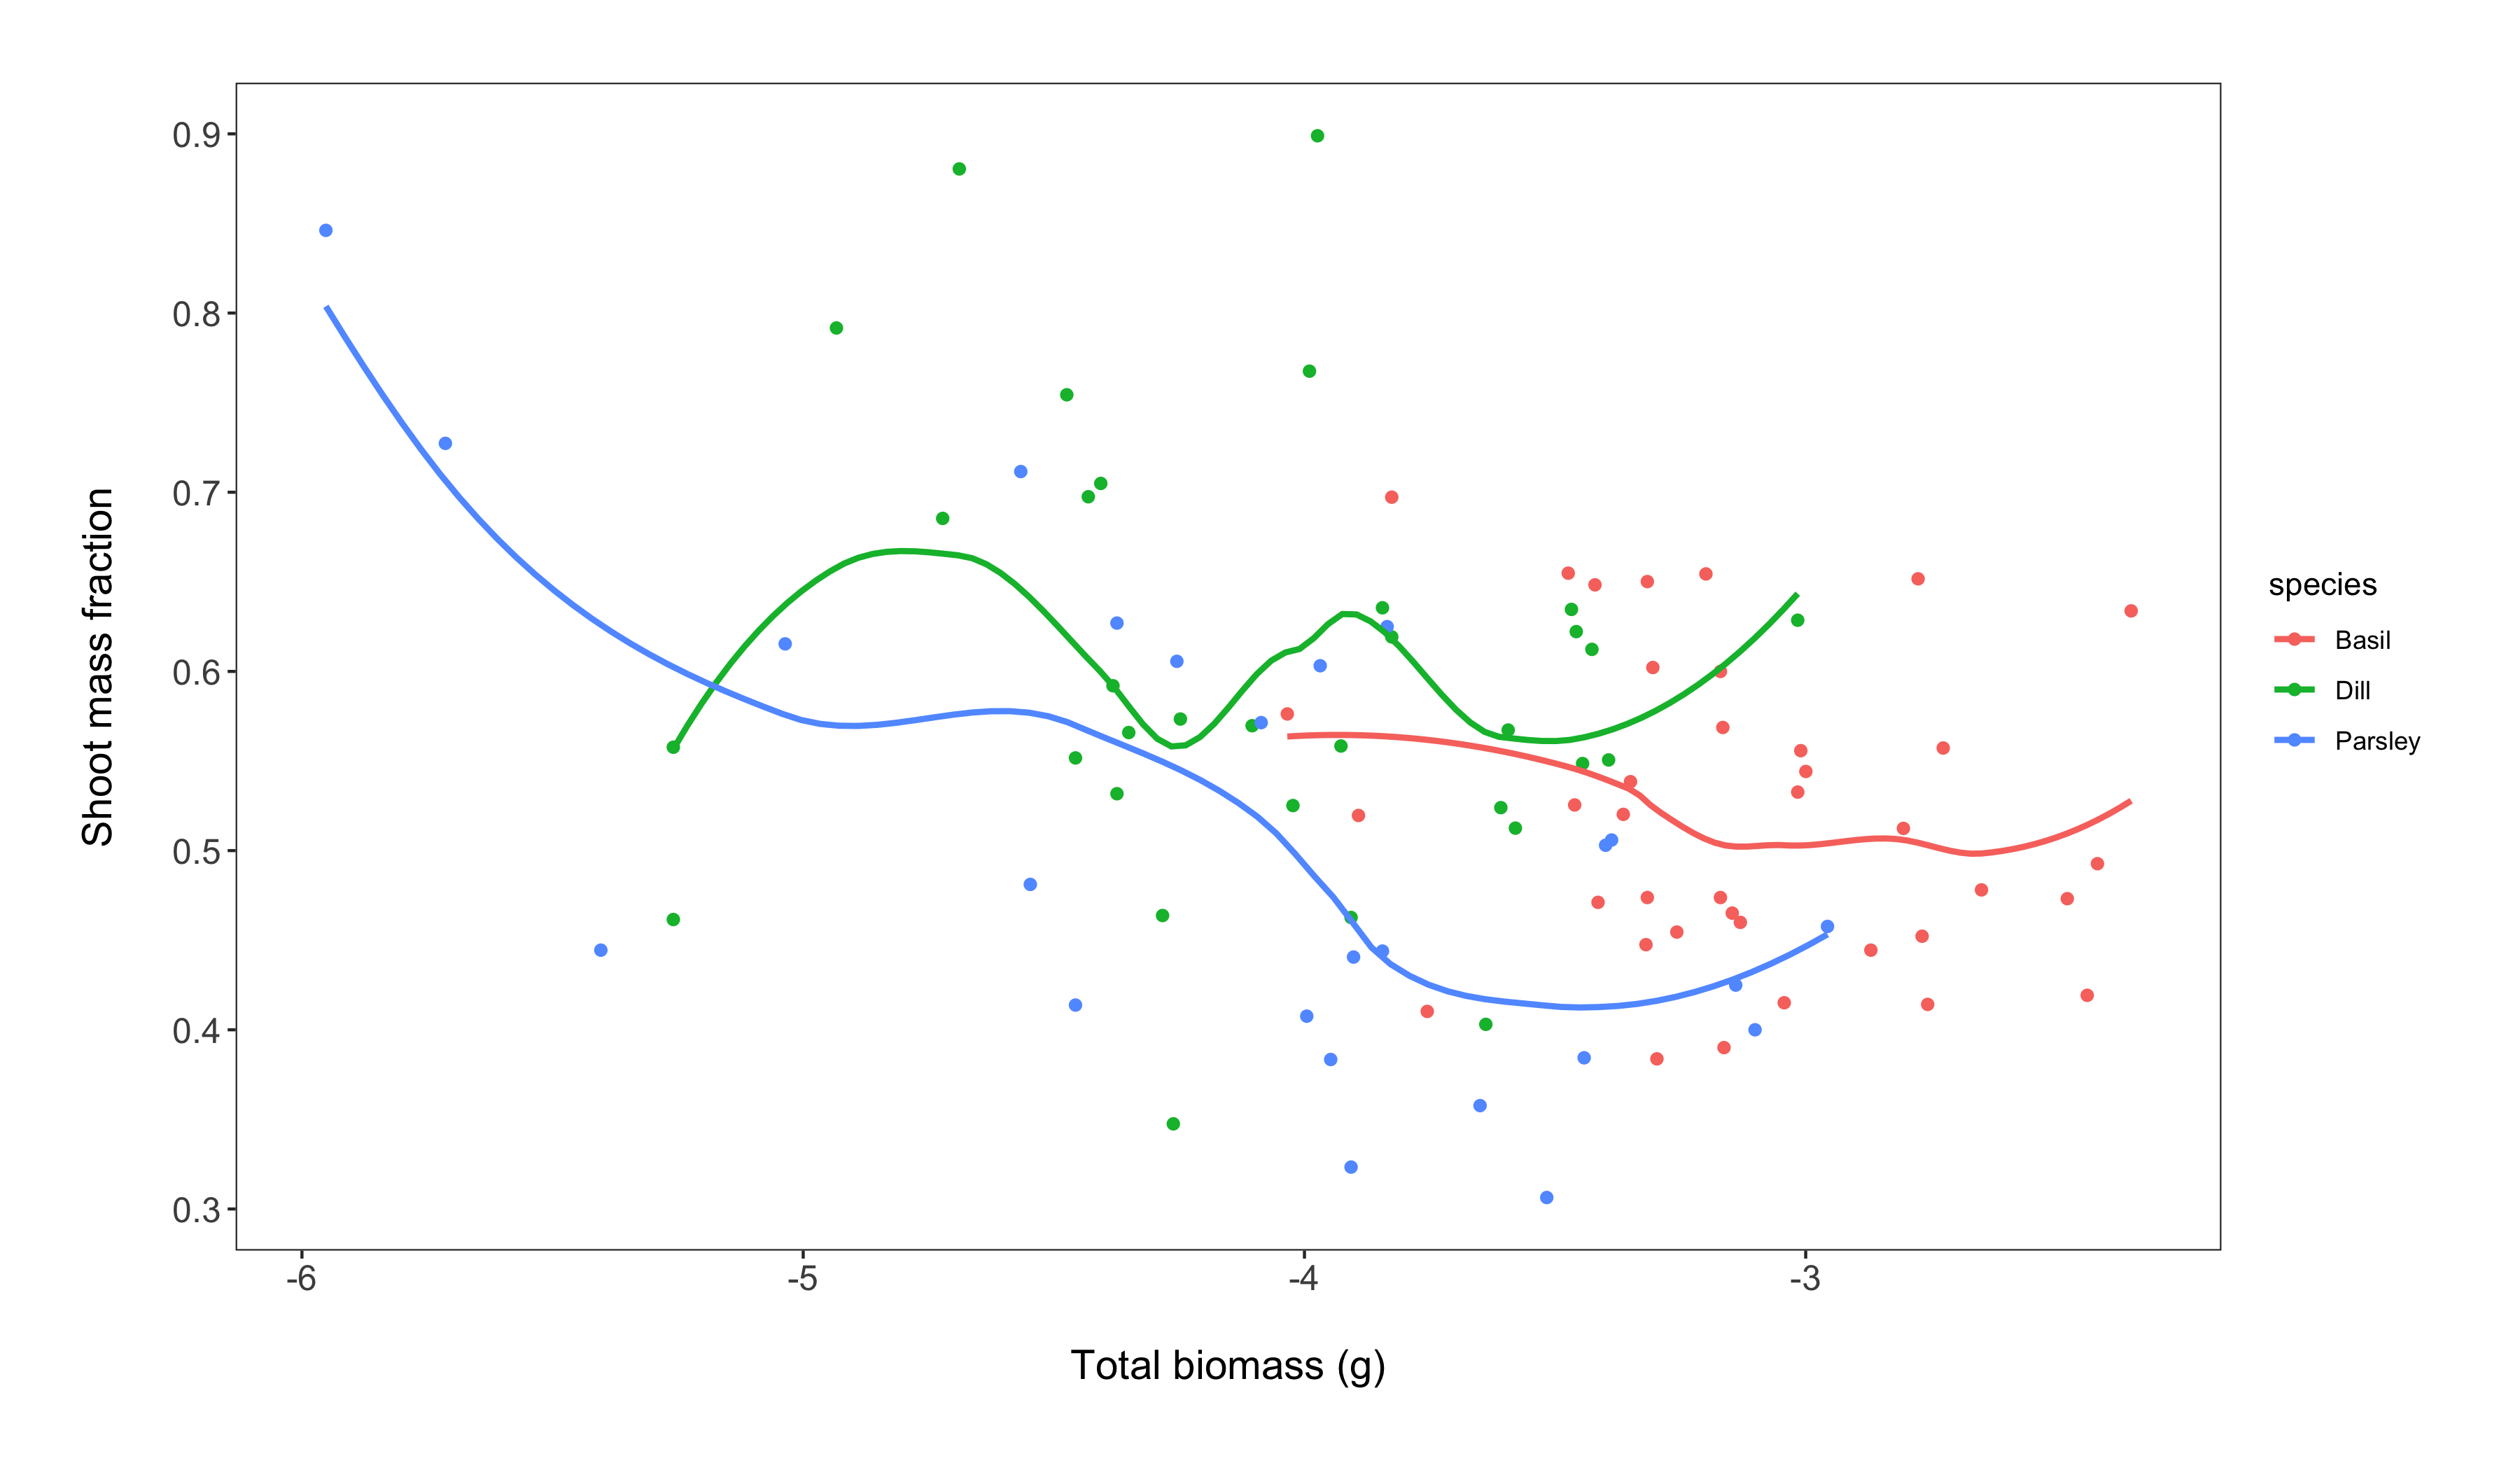 Shoot mass fraction
0.9
0.8
0.7
0.6
0.5
0.4
0.3
-6 -5 -4 -3
Total biomass (g)
species
Basil
Dill
Parsley